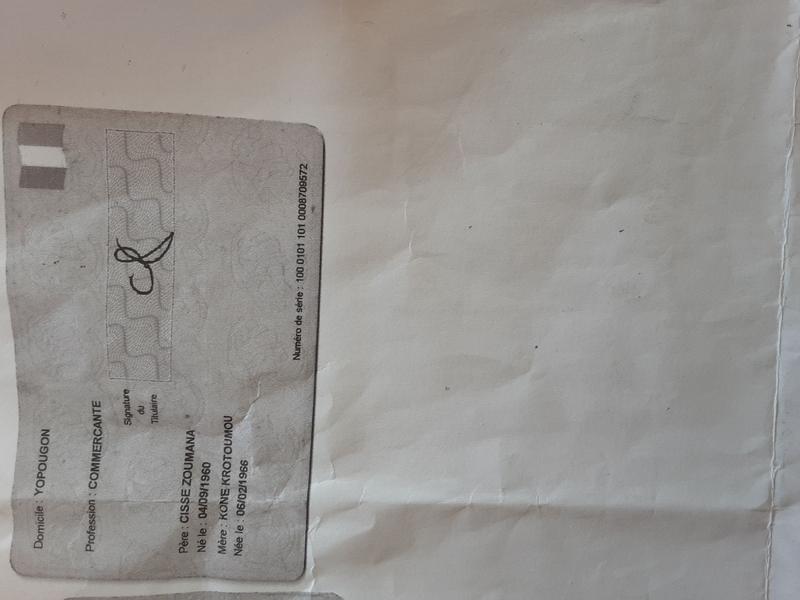 Domicile : YOPOUGON
Profession : COMMERCANTE
Signature
du
Titulaire
Père : CISSE ZOUMANA
Né le : 04/09/1960
Mère : KONE KROTOUMOU
Née le : 06/02/1966
Numéro de série : 100 0101 101 0008709572